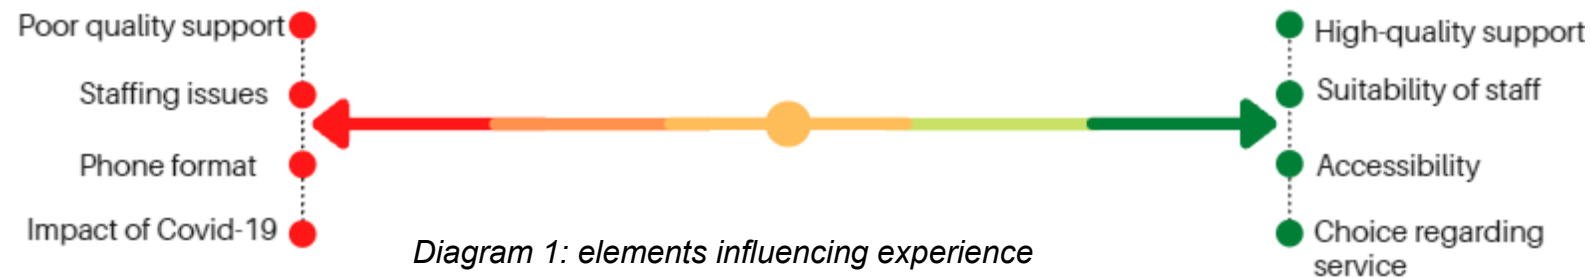 Poor quality support
Staffing issues
Phone format
Impact of Covid-19
High-quality support
Suitability of staff
Accessibility
Choice regarding
service
Diagram 1: elements influencing experience